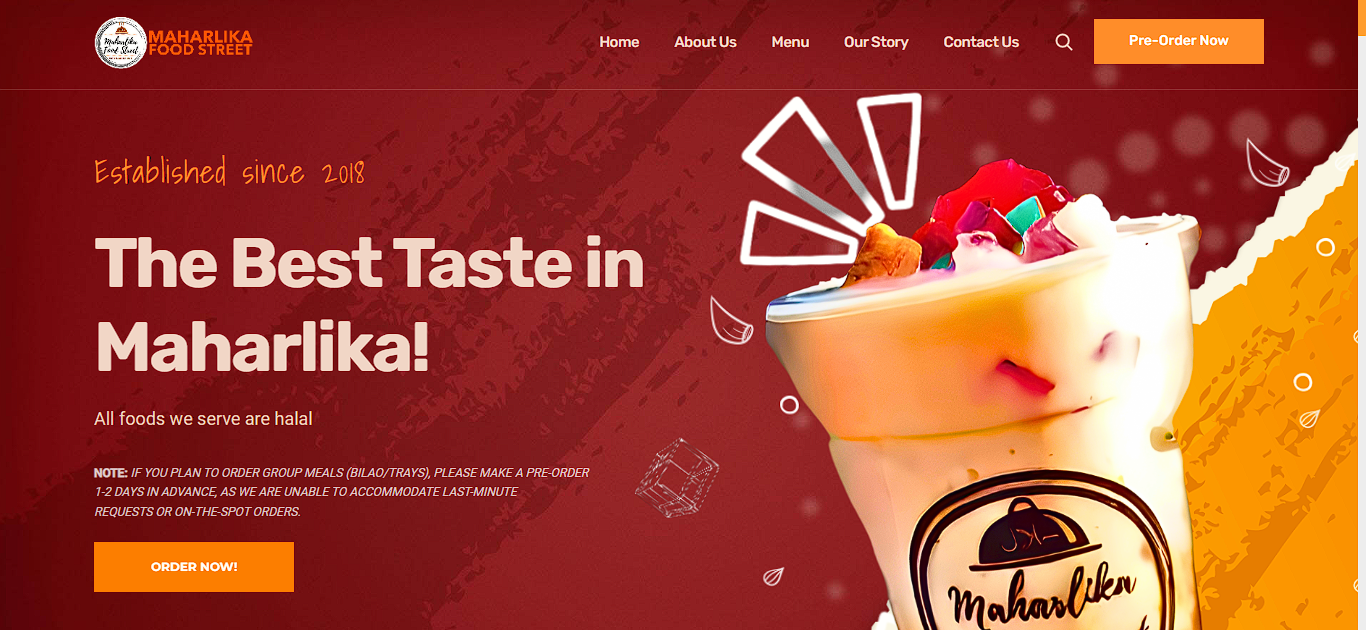 MAHARLIKA
FOOD STREET
Home
About Us
Menu
Our Story
Contact Us
Pre-Order Now
Established since 2018
The Best Taste in
Maharlika!
All foods we serve are halal
NOTE: IF YOU PLAN TO ORDER GROUP MEALS (BILAO/TRAYS), PLEASE MAKE A PRE-ORDER
1-2 DAYS IN ADVANCE, AS WE ARE UNABLE TO ACCOMMODATE LAST-MINUTE
REQUESTS OR ON-THE-SPOT ORDERS.
ORDER NOW!
Maharlika